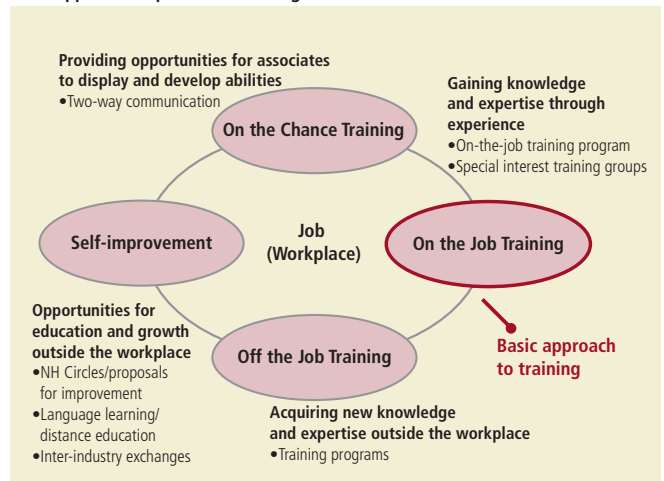 Providing opportunities for associates
to display and develop abilities
•Two-way communication
On the Chance Training
Gaining knowledge
and expertise through
experience
•On-the-job training program
•Special interest training groups
Self-improvement
Job
(Workplace)
On the Job Training
Opportunities for
education and growth
outside the workplace
•NH Circles/proposals
for improvement
•Language learning/
distance education
•Inter-industry exchanges
Off the Job Training
Basic approach
to training
Acquiring new knowledge
and expertise outside the workplace
•Training programs